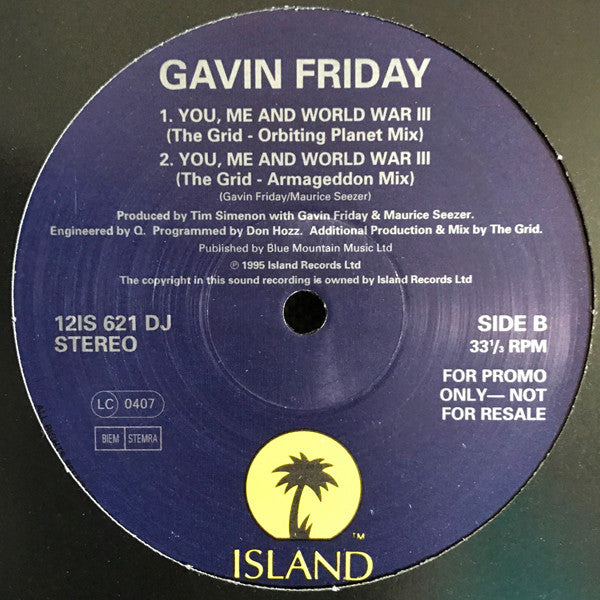 GAVIN FRIDAY
1. YOU, ME AND WORLD WAR III
(The Grid - Orbiting Planet Mix)
2. YOU, ME AND WORLD WAR III
(The Grid - Armageddon Mix)
(Gavin Friday/Maurice Seezer)
Produced by Tim Simenon with Gavin Friday & Maurice Seezer.
Engineered by Q. Programmed by Don Hozz. Additional Production & Mix by The Grid.
Published by Blue Mountain Music Ltd
℗ 1995 Island Records Ltd
The copyright in this sound recording is owned by Island Records Ltd
12IS 621 DJ
STEREO
SIDE B
33⅓ RPM
FOR PROMO
ONLY— NOT
FOR RESALE
LC 0407
BIEM STEMRA
TM
ISLAND